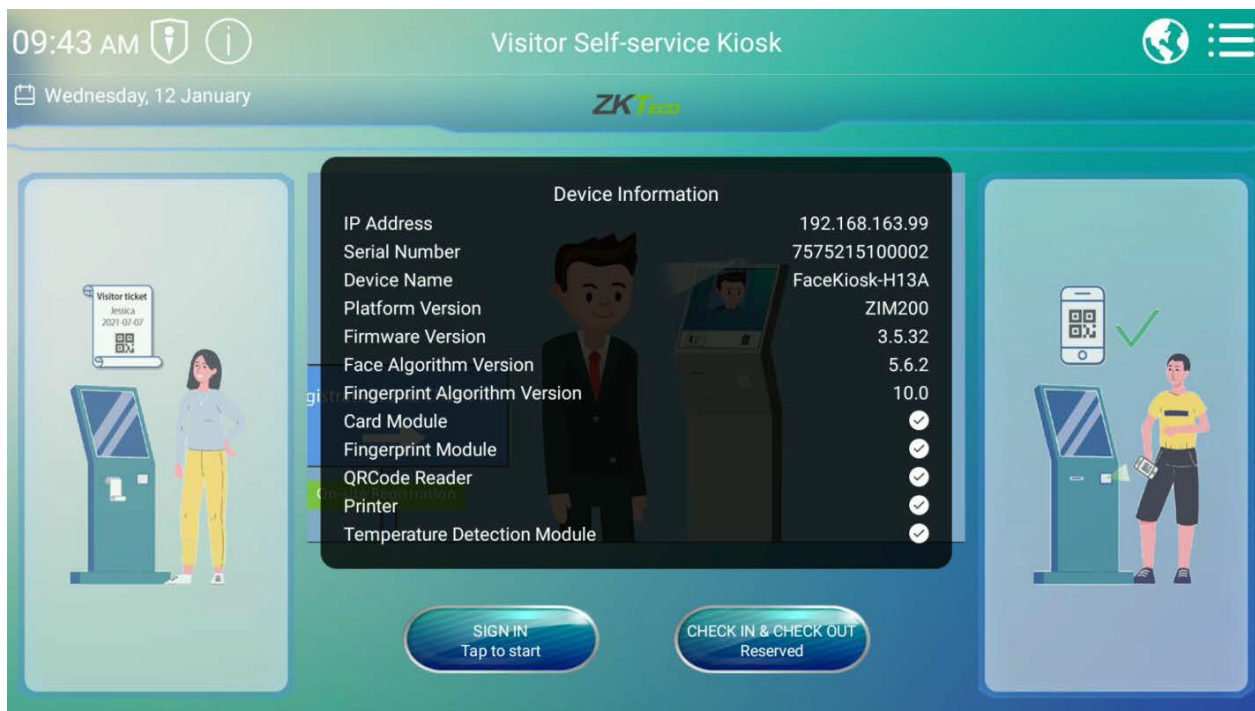 09:43 AM
Visitor Self-service Kiosk
Wednesday, 12 January
ZKTeco
Visitor ticket
Jessica
2021-07-07
Device Information
IP Address 192.168.163.99
Serial Number 7575215100002
Device Name FaceKiosk-H13A
Platform Version ZIM200
Firmware Version 3.5.32
Face Algorithm Version 5.6.2
Fingerprint Algorithm Version 10.0
Card Module
Fingerprint Module
QRCode Reader
Printer
Temperature Detection Module
On-site Registration
SIGN IN
Tap to start
CHECK IN & CHECK OUT
Reserved